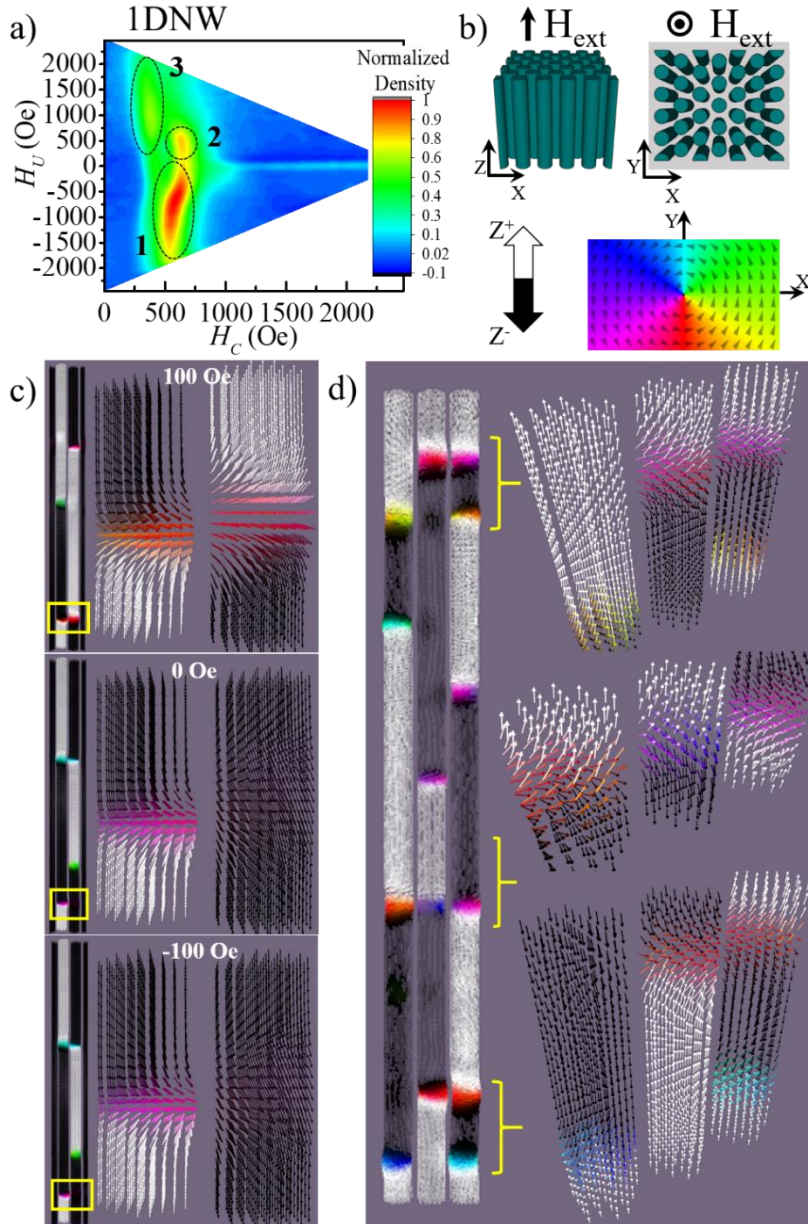 a)
1DNW
H_U (Oe)
2000
1500
1000
500
0
-500
-1000
-1500
-2000
3
2
1
0 500 1000 1500 2000
H_C (Oe)
Normalized
Density
1
0.9
0.8
0.7
0.6
0.5
0.4
0.3
0.2
0.1
0.02
-0.1
b)
H_ext
H_ext
Z
X
Y
X
Z+
Z-
Y
X
c)
100 Oe
0 Oe
-100 Oe
d)